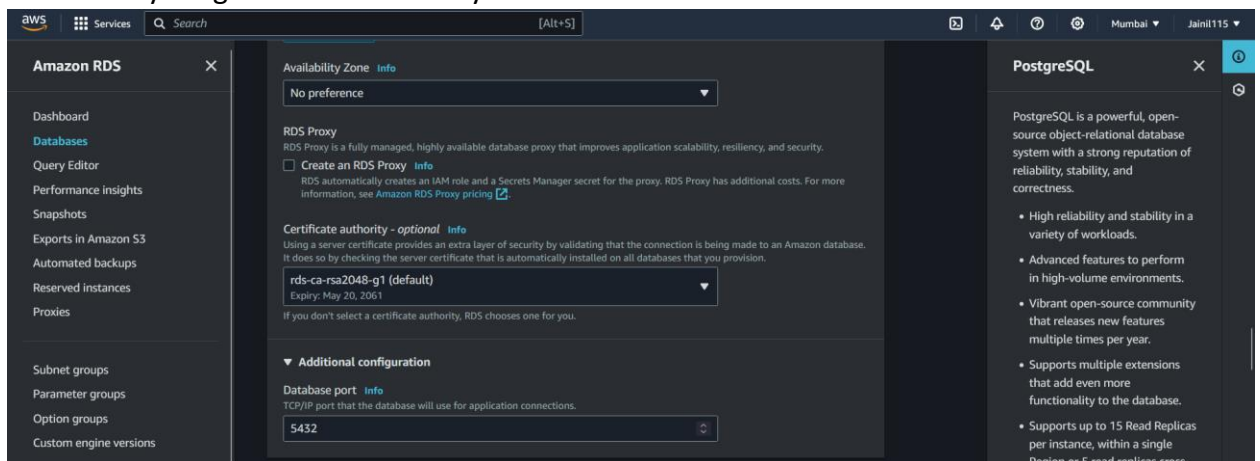 aws
Services
Search
[Alt+S]
Mumbai
Jainil115
Amazon RDS
Dashboard
Databases
Query Editor
Performance insights
Snapshots
Exports in Amazon S3
Automated backups
Reserved instances
Proxies
Subnet groups
Parameter groups
Option groups
Custom engine versions
Availability Zone Info
No preference
RDS Proxy
RDS Proxy is a fully managed, highly available database proxy that improves application scalability, resiliency, and security.
Create an RDS Proxy Info
RDS automatically creates an IAM role and a Secrets Manager secret for the proxy. RDS Proxy has additional costs. For more
information, see Amazon RDS Proxy pricing.
Certificate authority - optional Info
Using a server certificate provides an extra layer of security by validating that the connection is being made to an Amazon database.
It does so by checking the server certificate that is automatically installed on all databases that you provision.
rds-ca-rsa2048-g1 (default)
Expiry: May 20, 2061
If you don't select a certificate authority, RDS chooses one for you.
Additional configuration
Database port Info
TCP/IP port that the database will use for application connections.
5432
PostgreSQL
PostgreSQL is a powerful, open-
source object-relational database
system with a strong reputation of
reliability, stability, and
correctness.
• High reliability and stability in a
variety of workloads.
• Advanced features to perform
in high-volume environments.
• Vibrant open-source community
that releases new features
multiple times per year.
• Supports multiple extensions
that add even more
functionality to the database.
• Supports up to 15 Read Replicas
per instance, within a single